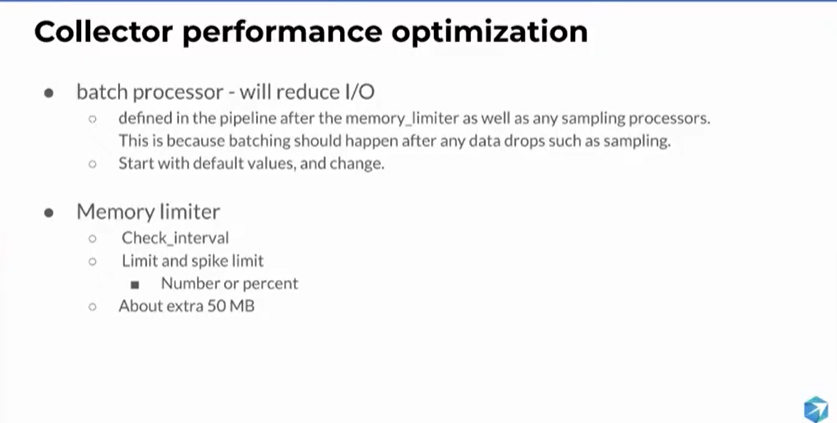 Collector performance optimization
● batch processor - will reduce I/O
○ defined in the pipeline after the memory_limiter as well as any sampling processors.
This is because batching should happen after any data drops such as sampling.
○ Start with default values, and change.
● Memory limiter
○ Check_interval
○ Limit and spike limit
■ Number or percent
○ About extra 50 MB